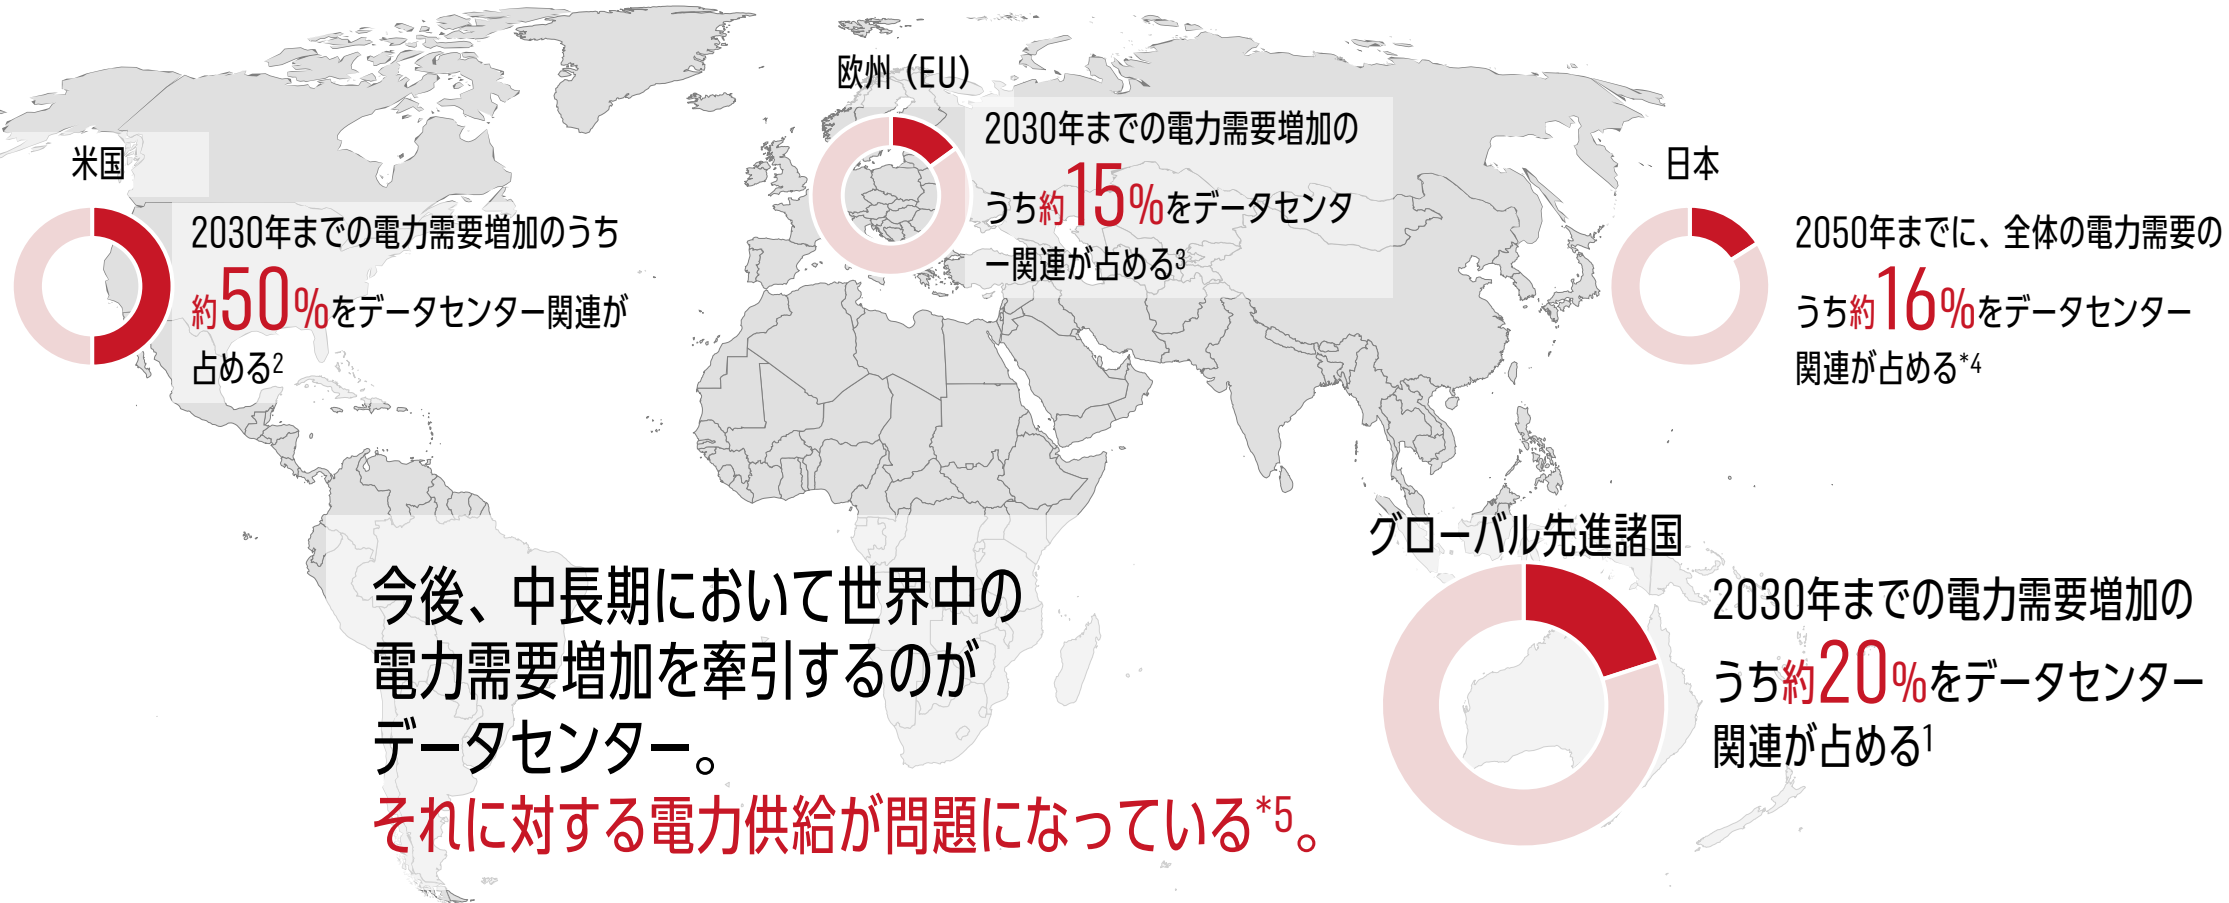 米国
2030年までの電力需要増加のうち
約50%をデータセンター関連が
占める2
欧州（EU）
2030年までの電力需要増加の
うち約15%をデータセンタ
ー関連が占める3
日本
2050年までに、全体の電力需要の
うち約16%をデータセンター
関連が占める*4
グローバル先進諸国
2030年までの電力需要増加の
うち約20%をデータセンター
関連が占める1
今後、中長期において世界中の
電力需要増加を牽引するのが
データセンター。
それに対する電力供給が問題になっている*5。